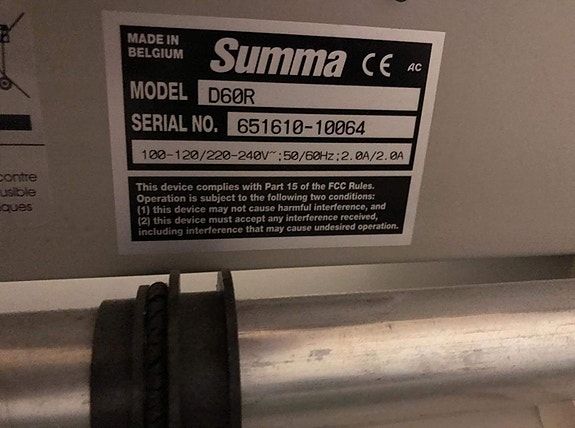 MADE IN
BELGIUM
Summa CE AC
MODEL D60R
SERIAL NO. 651610-10064
100-120/220-240V~;50/60Hz;2.0A/2.0A
This device complies with Part 15 of the FCC Rules.
Operation is subject to the following two conditions:
(1) this device may not cause harmful interference, and
(2) this device must accept any interference received,
including interference that may cause undesired operation.
contre
usible
ques